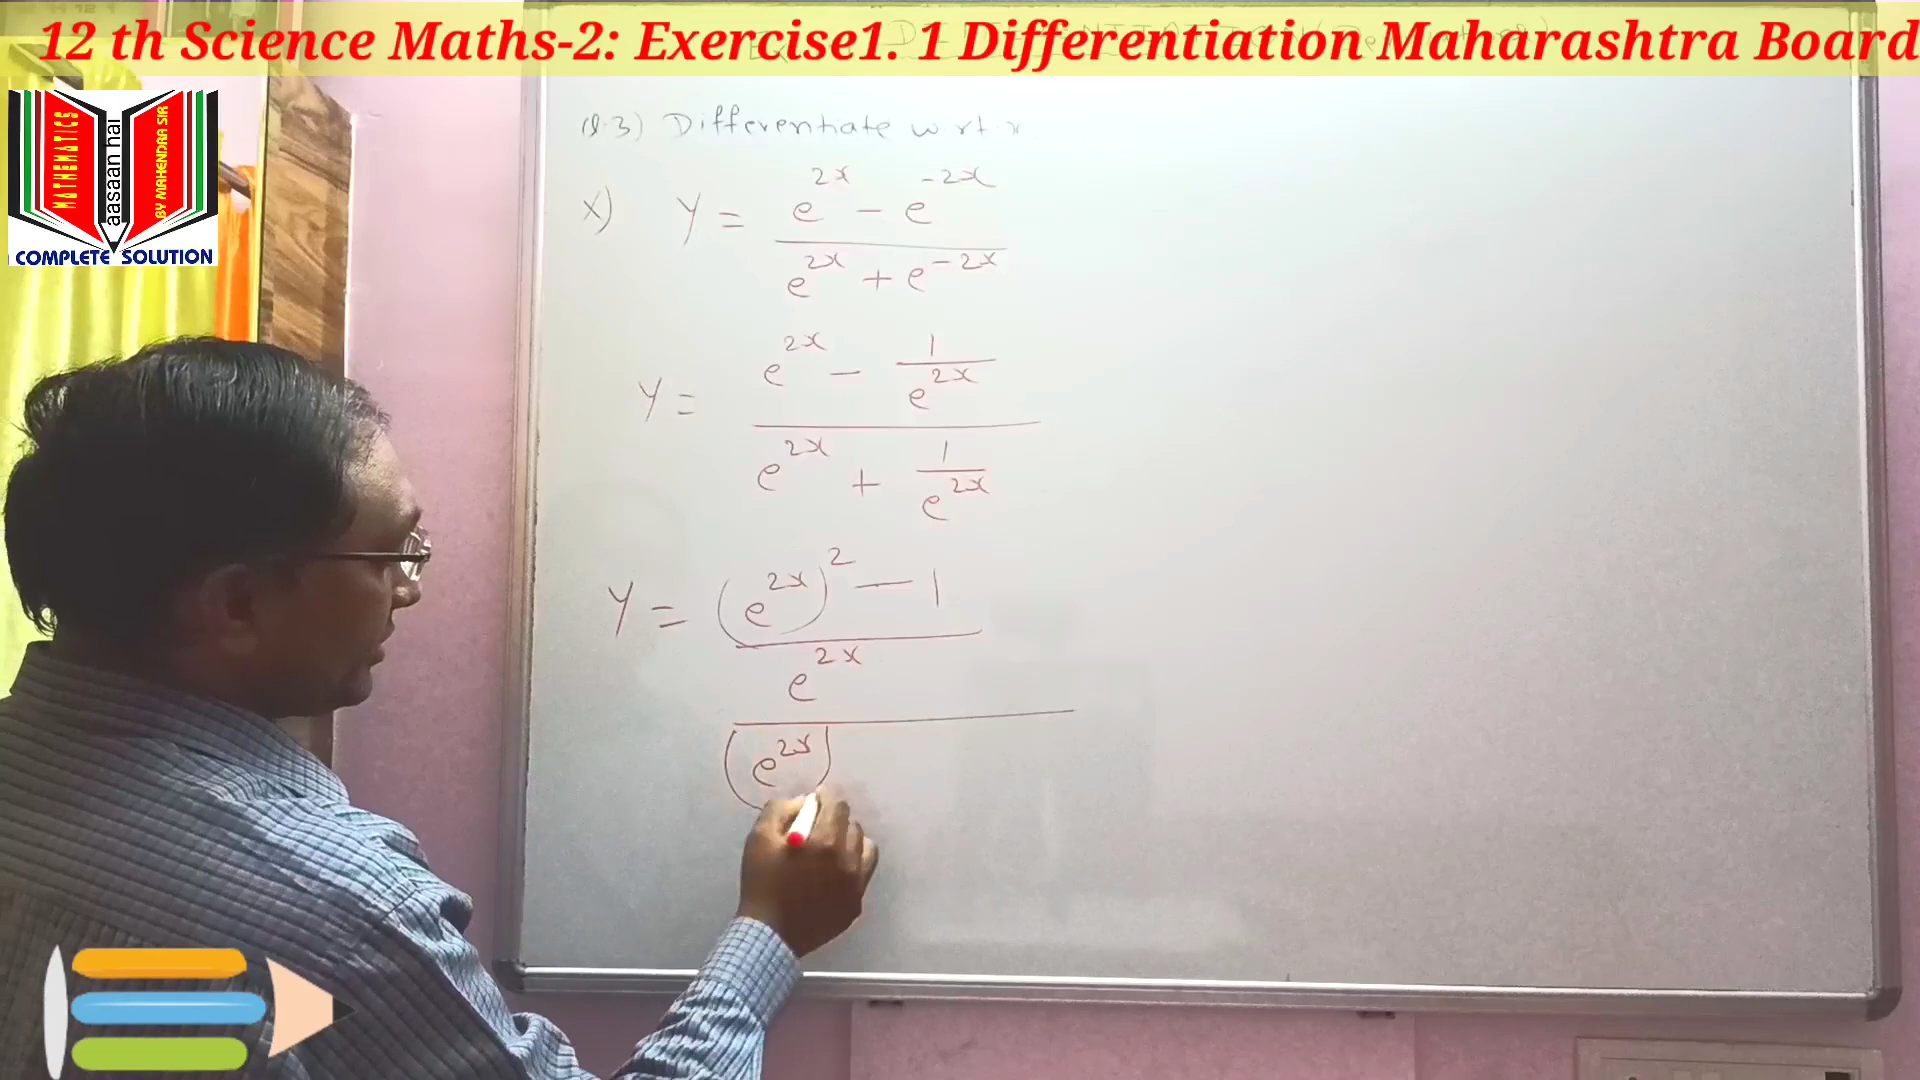 12 th Science Maths-2: Exercise1. 1 Differentiation Maharashtra Board
MATHEMATICS
aasaan hai
BY MAHENDRA SIR
COMPLETE SOLUTION
Q.3) Differentiate w.r.t. x
x) y = (e^{2x} - e^{-2x}) / (e^{2x} + e^{-2x})
y = (e^{2x} - 1/e^{2x}) / (e^{2x} + 1/e^{2x})
y = (((e^{2x})^2 - 1) / e^{2x}) / (e^{2x})